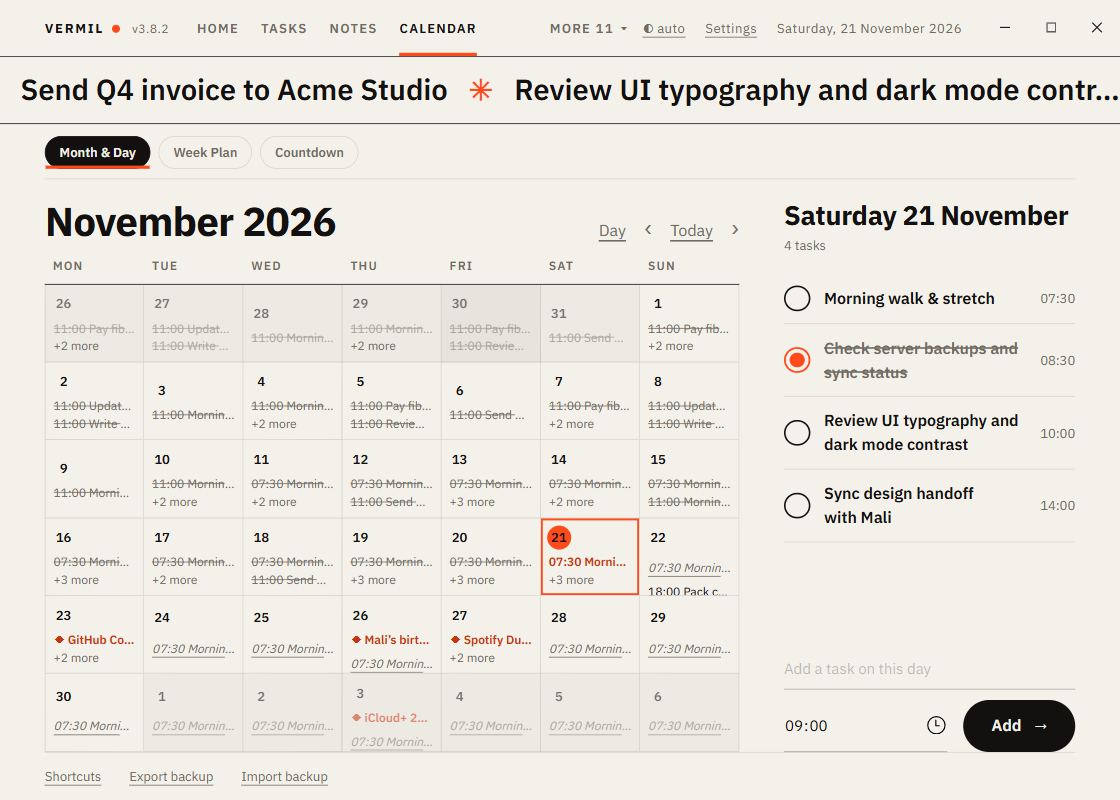 VERMIL v3.8.2 HOME TASKS NOTES CALENDAR MORE 11 auto Settings Saturday, 21 November 2026
Send Q4 invoice to Acme Studio ✳ Review UI typography and dark mode contr...
Month & Day Week Plan Countdown
November 2026
Day ‹ Today ›
MON TUE WED THU FRI SAT SUN
26 27 28 29 30 31 1
11:00 Pay fib... 11:00 Updat... 11:00 Mornin... 11:00 Mornin... 11:00 Pay fib... 11:00 Send ... 11:00 Pay fib...
+2 more 11:00 Write ... +2 more 11:00 Revie... +2 more
2 3 4 5 6 7 8
11:00 Updat... 11:00 Mornin... 11:00 Mornin... 11:00 Pay fib... 11:00 Send ... 11:00 Pay fib... 11:00 Updat...
11:00 Write ... +2 more 11:00 Revie... +2 more 11:00 Write ...
9 10 11 12 13 14 15
11:00 Morni... 11:00 Mornin... 07:30 Mornin... 07:30 Mornin... 07:30 Mornin... 07:30 Mornin... 07:30 Mornin...
+2 more +2 more 11:00 Send ... +3 more +2 more 11:00 Mornin...
16 17 18 19 20 21 22
07:30 Mornin... 07:30 Mornin... 07:30 Mornin... 07:30 Mornin... 07:30 Mornin... 07:30 Morni... 07:30 Mornin...
+3 more +2 more 11:00 Send ... +3 more +3 more +3 more 18:00 Pack c...
23 24 25 26 27 28 29
GitHub Co... 07:30 Mornin... 07:30 Mornin... Mali's birt... Spotify Du... 07:30 Mornin... 07:30 Mornin...
+2 more 07:30 Mornin... +2 more
30 1 2 3 4 5 6
07:30 Morni... 07:30 Mornin... 07:30 Mornin... iCloud+ 2... 07:30 Mornin... 07:30 Mornin... 07:30 Mornin...
07:30 Mornin...
Saturday 21 November
4 tasks
Morning walk & stretch 07:30
Check server backups and
sync status 08:30
Review UI typography and
dark mode contrast 10:00
Sync design handoff
with Mali 14:00
Add a task on this day
09:00 Add →
Shortcuts Export backup Import backup